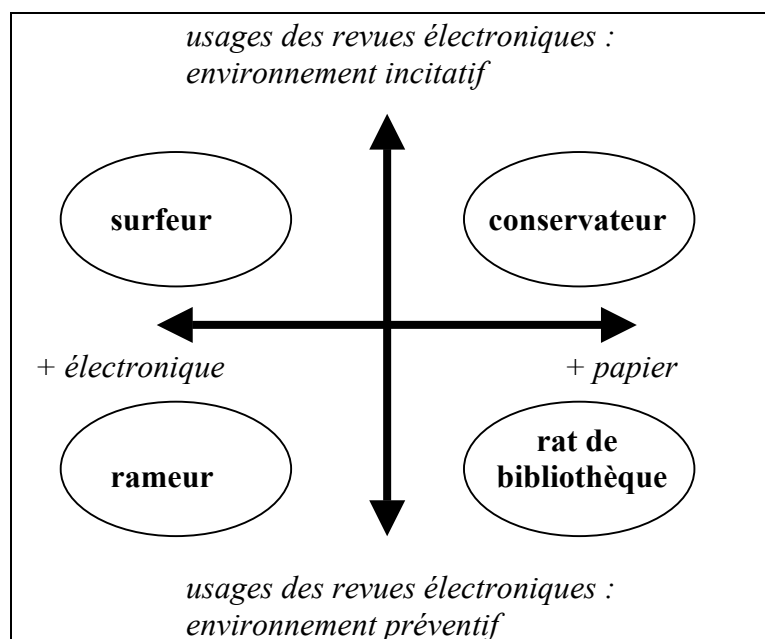 usages des revues électroniques :
environnement incitatif
surfeur
conservateur
+ électronique
+ papier
rameur
rat de
bibliothèque
usages des revues électroniques :
environnement préventif